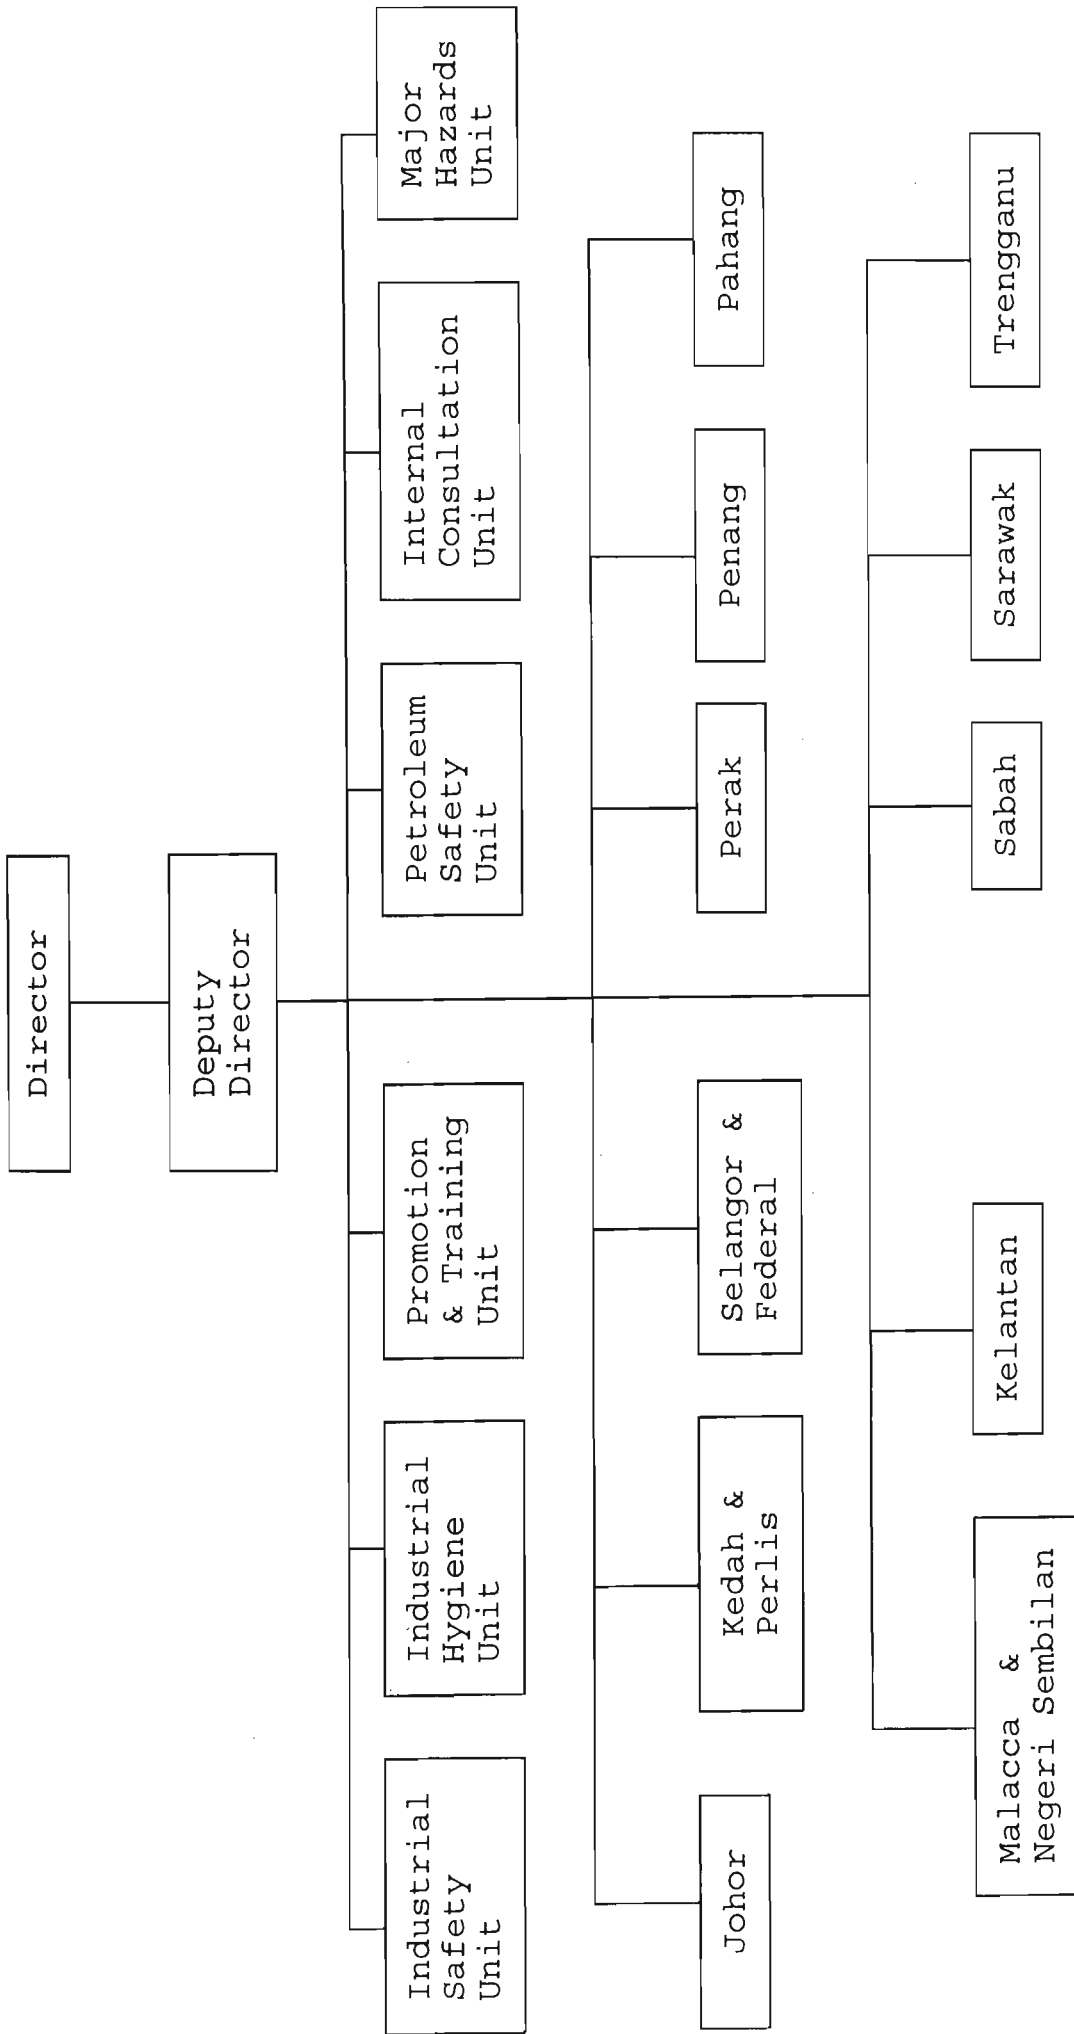 Director
Deputy
Director
Industrial
Safety
Unit
Industrial
Hygiene
Unit
Promotion
& Training
Unit
Petroleum
Safety
Unit
Internal
Consultation
Unit
Major
Hazards
Unit
Johor
Kedah &
Perlis
Selangor &
Federal
Perak
Penang
Pahang
Malacca &
Negeri Sembilan
Kelantan
Sabah
Sarawak
Trengganu